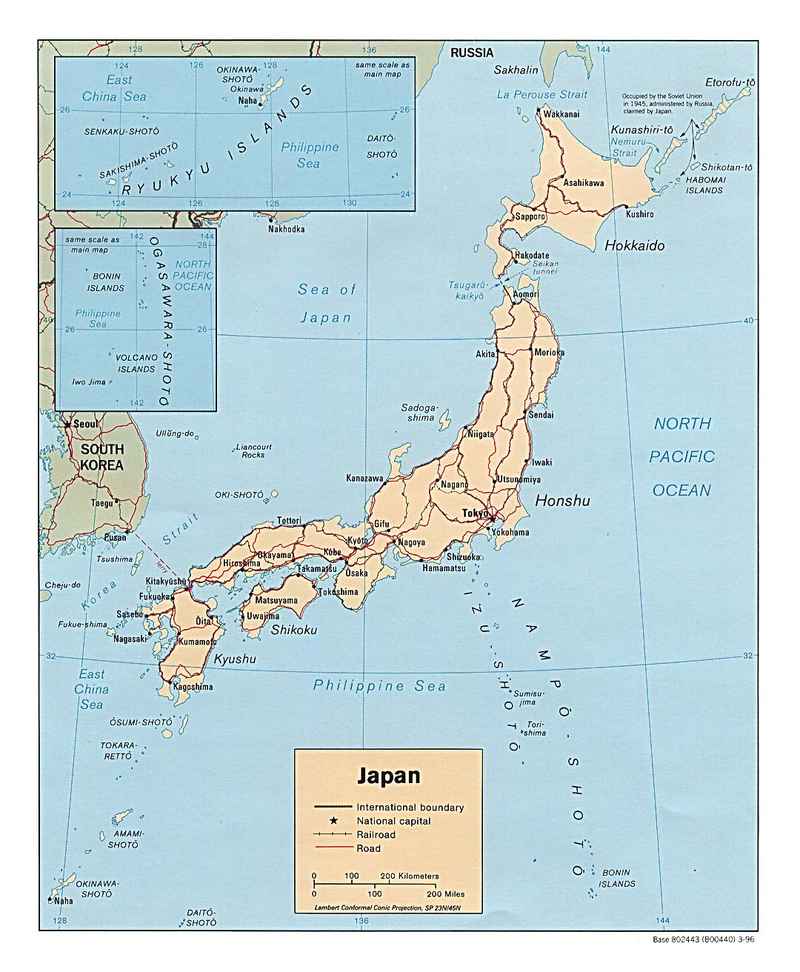 128
136
RUSSIA
144
Sakhalin
La Perouse Strait
Etorofu-tō
Occupied by the Soviet Union
in 1945, administered by Russia,
claimed by Japan.
Wakkanai
Kunashiri-tō
Nemuro
Strait
Shikotan-tō
HABOMAI
ISLANDS
Asahikawa
Sapporo
Kushiro
Hokkaido
Hakodate
Seikan
tunnel
Tsugaru-
kaikyō
Aomori
East
China Sea
124
OKINAWA-
SHOTŌ
128
Okinawa
Naha
same scale as
main map
26
26
SENKAKU-SHOTŌ
SAKISHIMA-SHOTŌ
RYUKYU ISLANDS
Philippine
Sea
DAITŌ-
SHOTŌ
24
24
124
128
130
Nakhodka
same scale as
main map
142
144
28
OGASAWARA-SHOTO
NORTH
PACIFIC
OCEAN
BONIN
ISLANDS
Philippine
Sea
26
26
VOLCANO
ISLANDS
Iwo Jima
142
Sea of
Japan
40
Akita
Morioka
Sadoga-
shima
Sendai
Niigata
Seoul
SOUTH
KOREA
Ullŭng-do
Liancourt
Rocks
NORTH
PACIFIC
OCEAN
Iwaki
Kanazawa
Nagano
Utsunomiya
Honshu
Taegu
OKI-SHOTŌ
Tokyo
Yokohama
Pusan
Tottori
Gifu
Kyōto
Nagoya
Shizuoka
Hamamatsu
Korea Strait
Tsushima
Okayama
Kōbe
Hiroshima
Takamatsu
Ōsaka
Kitakyūshū
Cheju-do
Fukuoka
Matsuyama
Tokoshima
Sasebo
Uwajima
Fukue-shima
Ōita
Shikoku
Nagasaki
Kumamoto
Kyushu
IZU-SHOTŌ
NAMPŌ-SHOTŌ
32
32
East
China
Sea
Kagoshima
Philippine Sea
Sumisu-
jima
Tori-
shima
ŌSUMI-SHOTŌ
TOKARA-
RETTŌ
Japan
International boundary
National capital
Railroad
Road
0 100 200 Kilometers
0 100 200 Miles
Lambert Conformal Conic Projection, SP 23N/45N
AMAMI-
SHOTŌ
OKINAWA-
SHOTŌ
Naha
DAITŌ-
SHOTŌ
BONIN
ISLANDS
128
136
144
Base 802443 (B00440) 3-96